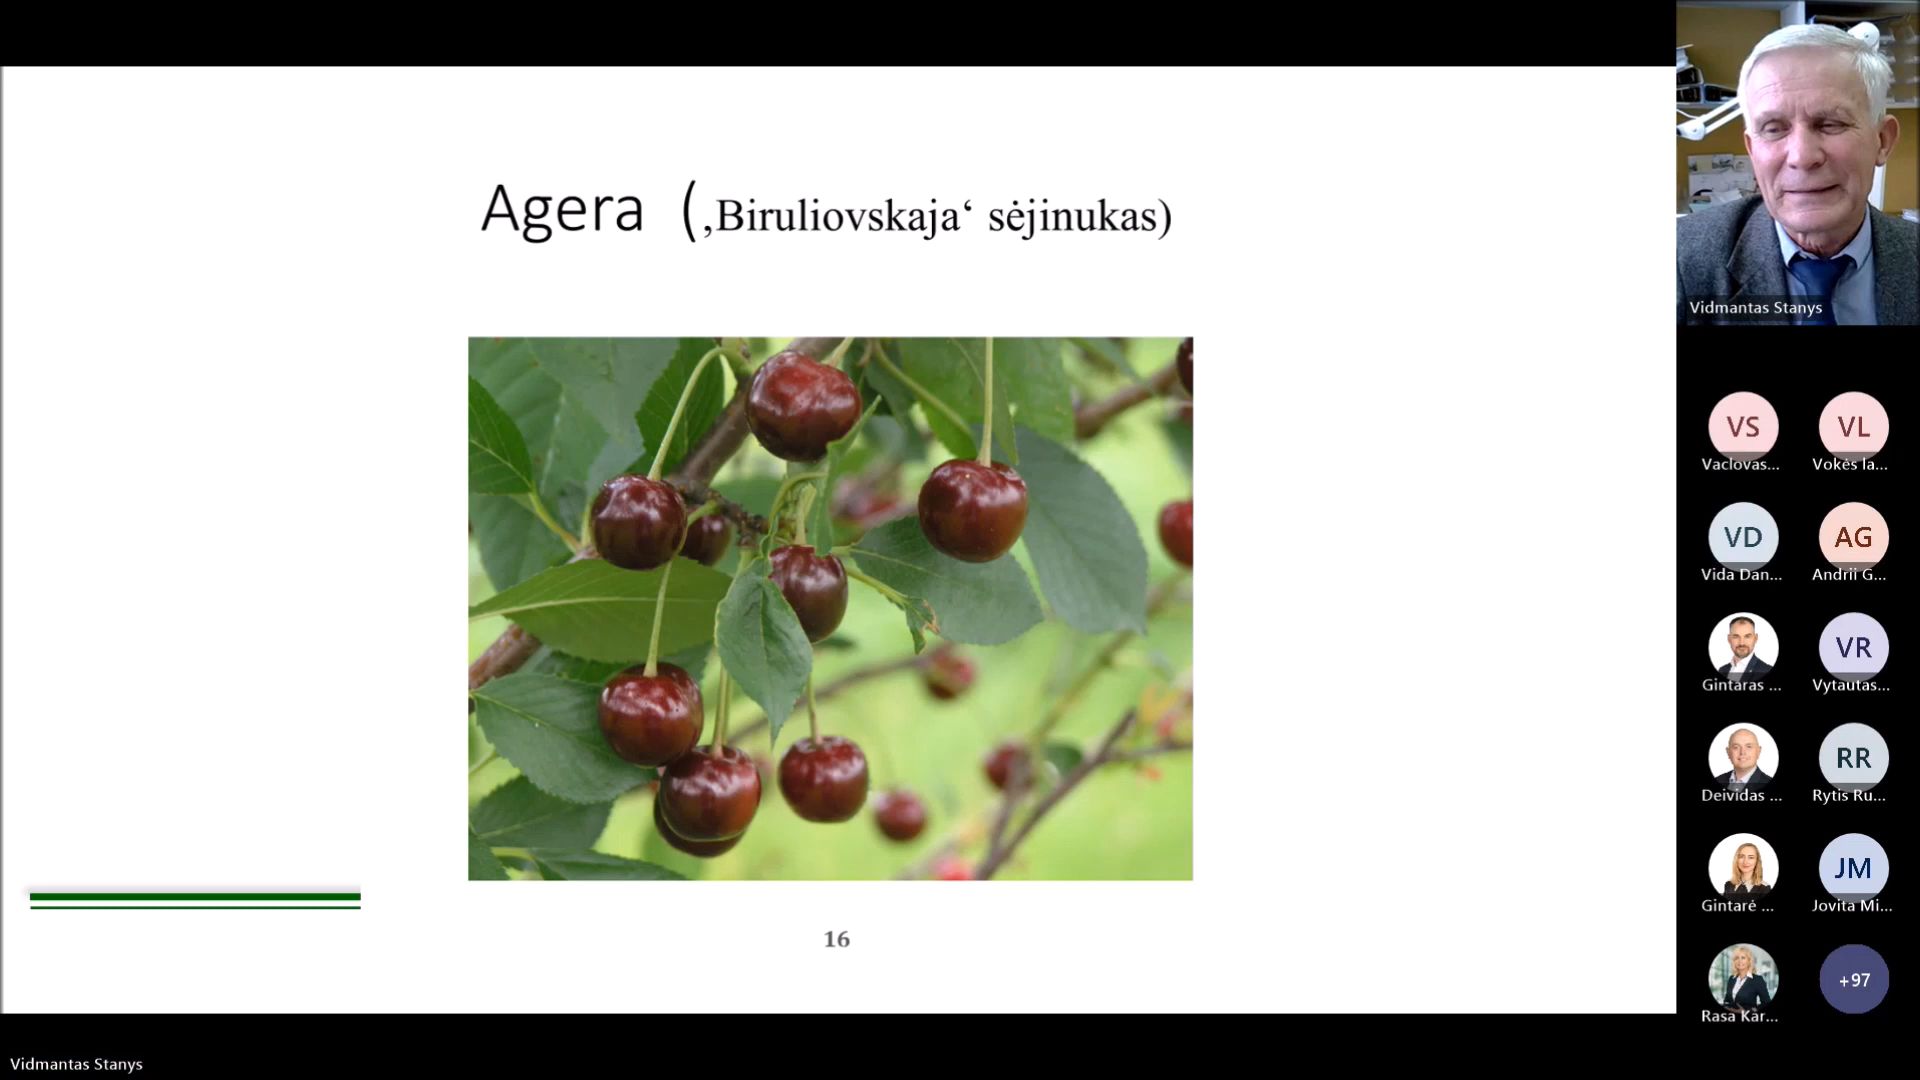 Agera (‚Biruliovskaja‘ sėjinukas)
16
Vidmantas Stanys
VS
Vaclovas...
VL
Vokės la...
VD
Vida Dan...
AG
Andrii G...
Gintaras ...
VR
Vytautas...
Deividas ...
RR
Rytis Ru...
Gintarė ...
JM
Jovita Mi...
Rasa Kar...
+97
Vidmantas Stanys